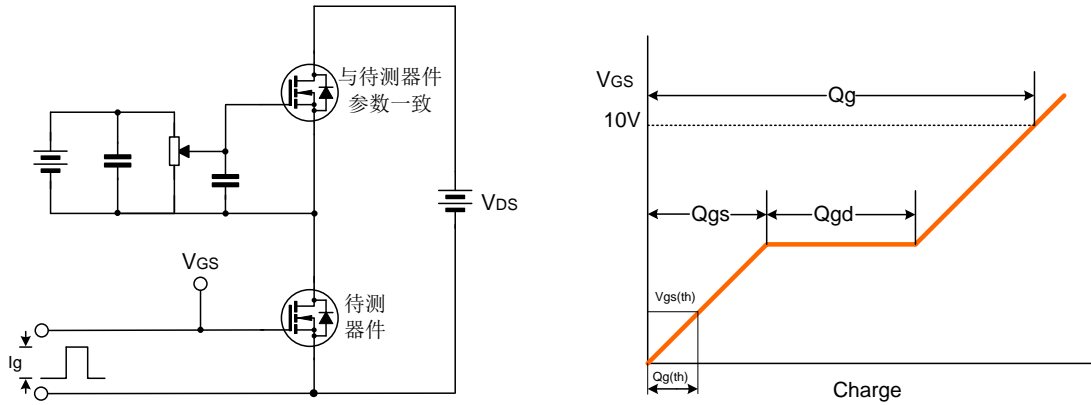 与待测器件
参数一致
VDS
VGS
待测
器件
Ig
VGS
10V
Qg
Qgs
Qgd
Vgs(th)
Qg(th)
Charge